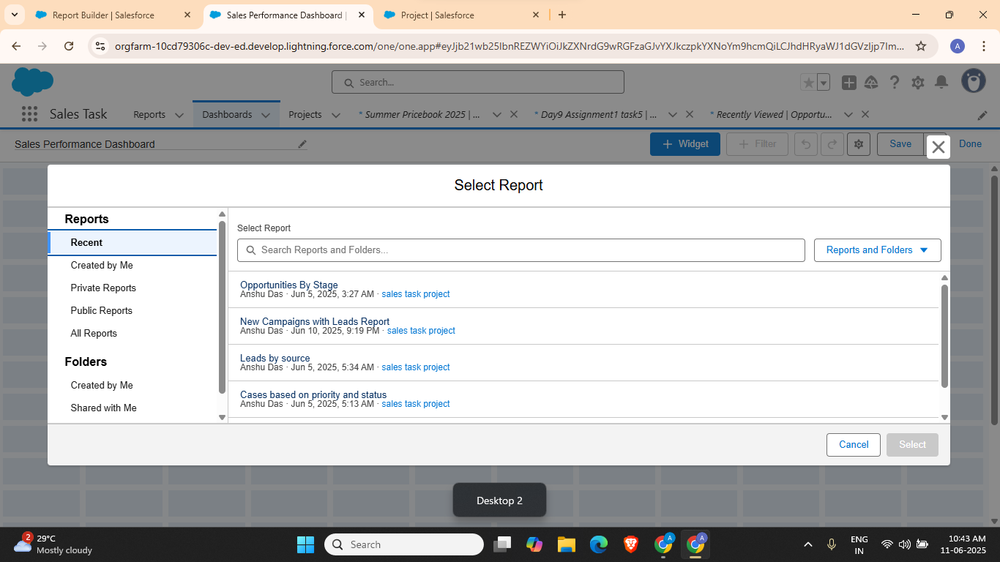 Report Builder | Salesforce
Sales Performance Dashboard |
Project | Salesforce
orgfarm-10cd79306c-dev-ed.develop.lightning.force.com/one/one.app#eyJjb21wb25lbnREZWYiOiJkZXNrdG9wRGFzaGJvYXJkczpkYXNoYm9hcmQiLCJhdHRyaWJ1dGVzIjp7Im...
A
Search...
Sales Task
Reports
Dashboards
Projects
* Summer Pricebook 2025 | ...
* Day9 Assignment1 task5 | ...
* Recently Viewed | Opportu...
Sales Performance Dashboard
+ Widget
+ Filter
Save
Done
Select Report
Reports
Recent
Created by Me
Private Reports
Public Reports
All Reports
Folders
Created by Me
Shared with Me
Select Report
Search Reports and Folders...
Reports and Folders
Opportunities By Stage
Anshu Das · Jun 5, 2025, 3:27 AM · sales task project
New Campaigns with Leads Report
Anshu Das · Jun 10, 2025, 9:19 PM · sales task project
Leads by source
Anshu Das · Jun 5, 2025, 5:34 AM · sales task project
Cases based on priority and status
Anshu Das · Jun 5, 2025, 5:13 AM · sales task project
Cancel
Select
Desktop 2
2
29°C
Mostly cloudy
Search
A
A
ENG
IN
10:43 AM
11-06-2025